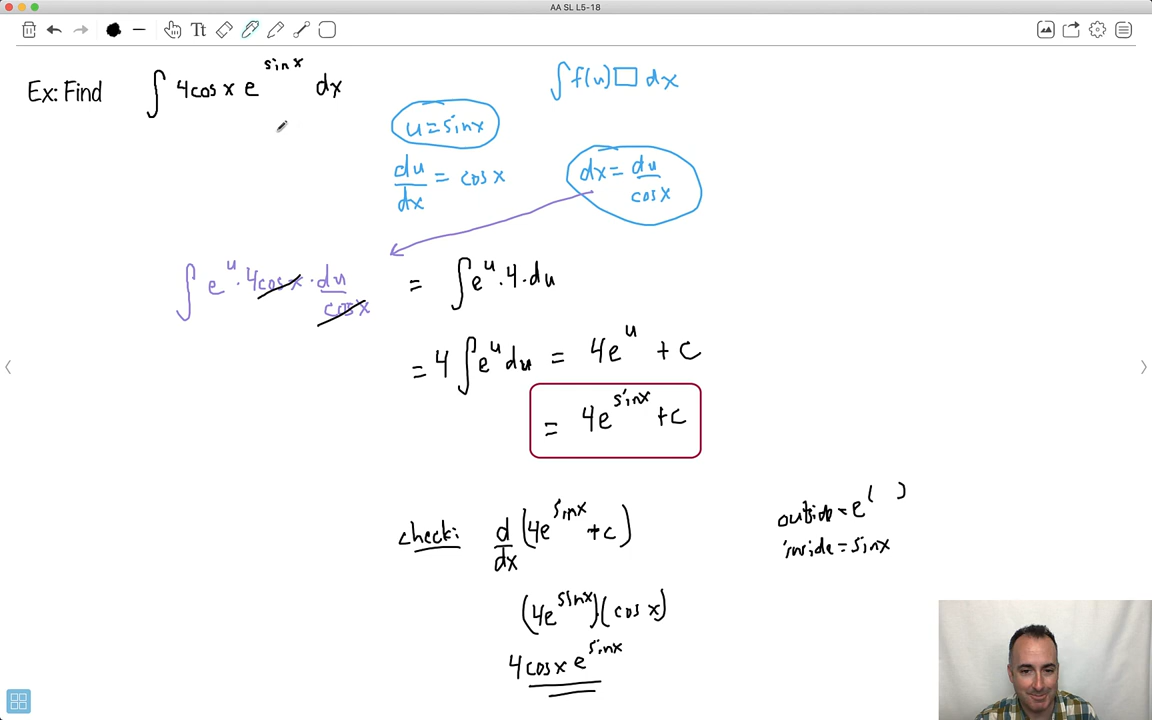 AA SL L5-18
Tt
Ex: Find ∫ 4cos x e^sin x dx
∫ f(u) □ dx
u = sin x
du/dx = cos x
dx = du/cos x
∫ e^u · 4cos x · du/cos x = ∫ e^u · 4 · du
= 4 ∫ e^u du = 4e^u + c
= 4e^sin x + c
check: d/dx (4e^sin x + c)
outside = e^( )
inside = sin x
(4e^sin x)·(cos x)
4cos x e^sin x